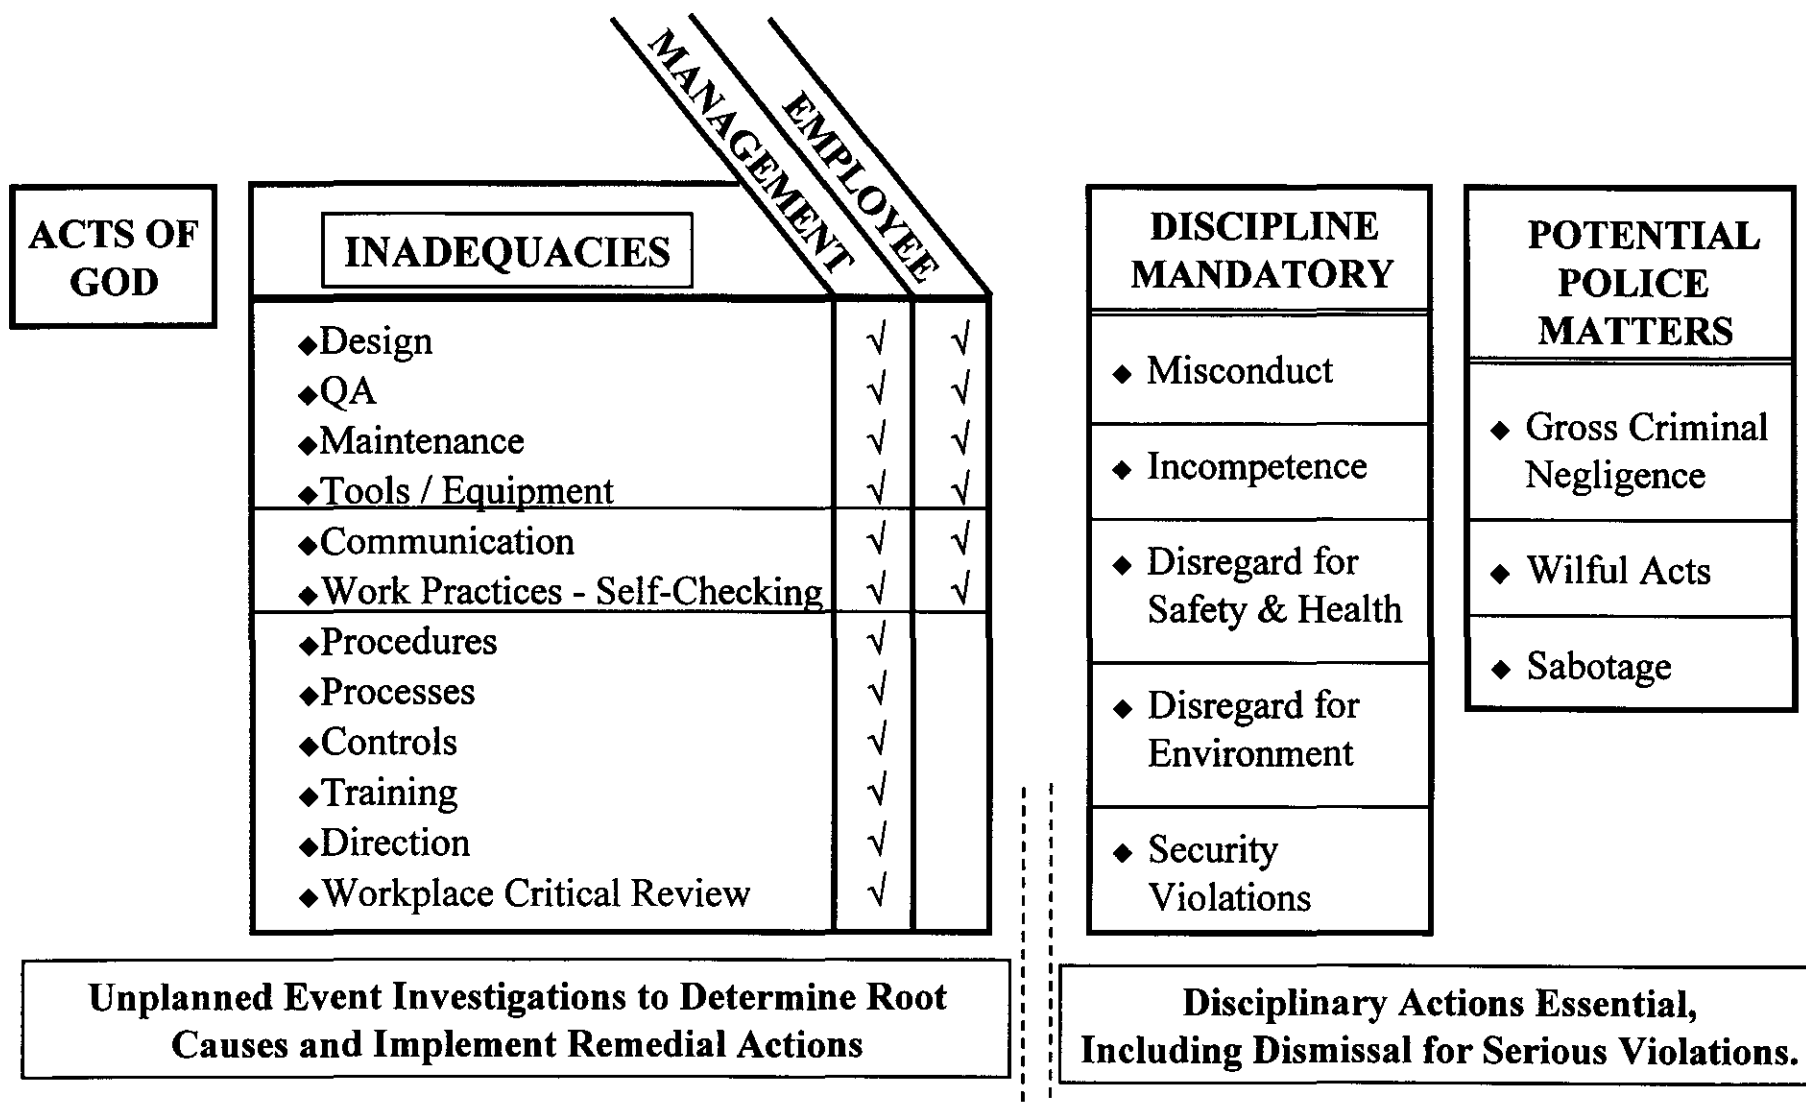 MANAGEMENT
EMPLOYEE
ACTS OF
GOD
INADEQUACIES
◆Design √ √
◆QA √ √
◆Maintenance √ √
◆Tools / Equipment √ √
◆Communication √ √
◆Work Practices - Self-Checking √ √
◆Procedures √
◆Processes √
◆Controls √
◆Training √
◆Direction √
◆Workplace Critical Review √
DISCIPLINE
MANDATORY
◆ Misconduct
◆ Incompetence
◆ Disregard for
Safety & Health
◆ Disregard for
Environment
◆ Security
Violations
POTENTIAL
POLICE
MATTERS
◆ Gross Criminal
Negligence
◆ Wilful Acts
◆ Sabotage
Unplanned Event Investigations to Determine Root
Causes and Implement Remedial Actions
Disciplinary Actions Essential,
Including Dismissal for Serious Violations.